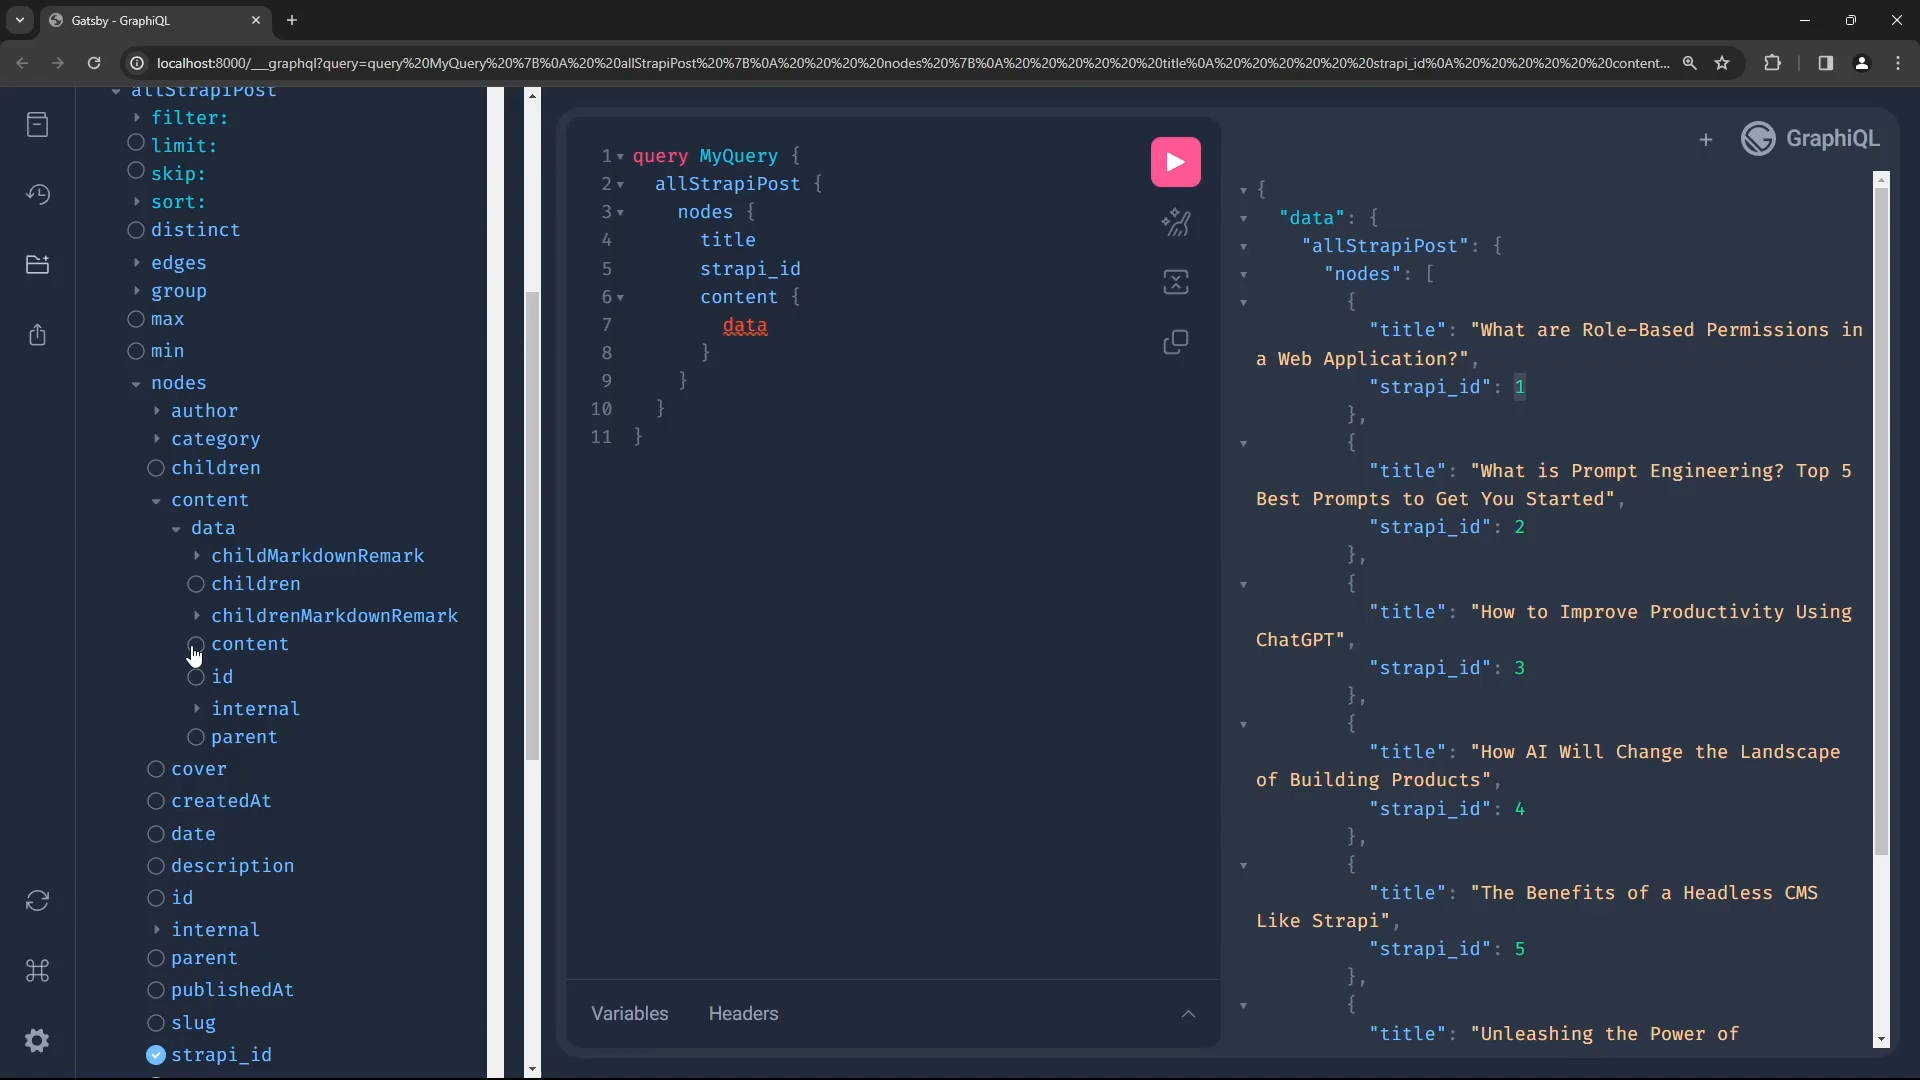 Gatsby - GraphiQL
localhost:8000/___graphql?query=query%20MyQuery%20%7B%0A%20%20allStrapiPost%20%7B%0A%20%20%20%20nodes%20%7B%0A%20%20%20%20%20%20title%0A%20%20%20%20%20%20strapi_id%0A%20%20%20%20%20%20content...
allStrapiPost
filter:
limit:
skip:
sort:
distinct
edges
group
max
min
nodes
author
category
children
content
data
childMarkdownRemark
children
childrenMarkdownRemark
content
id
internal
parent
cover
createdAt
date
description
id
internal
parent
publishedAt
slug
strapi_id
1 query MyQuery {
2 allStrapiPost {
3 nodes {
4 title
5 strapi_id
6 content {
7 data
8 }
9 }
10 }
11 }
Variables Headers
+ GraphiQL
{
"data": {
"allStrapiPost": {
"nodes": [
{
"title": "What are Role-Based Permissions in
a Web Application?",
"strapi_id": 1
},
{
"title": "What is Prompt Engineering? Top 5
Best Prompts to Get You Started",
"strapi_id": 2
},
{
"title": "How to Improve Productivity Using
ChatGPT",
"strapi_id": 3
},
{
"title": "How AI Will Change the Landscape
of Building Products",
"strapi_id": 4
},
{
"title": "The Benefits of a Headless CMS
Like Strapi",
"strapi_id": 5
},
{
"title": "Unleashing the Power of